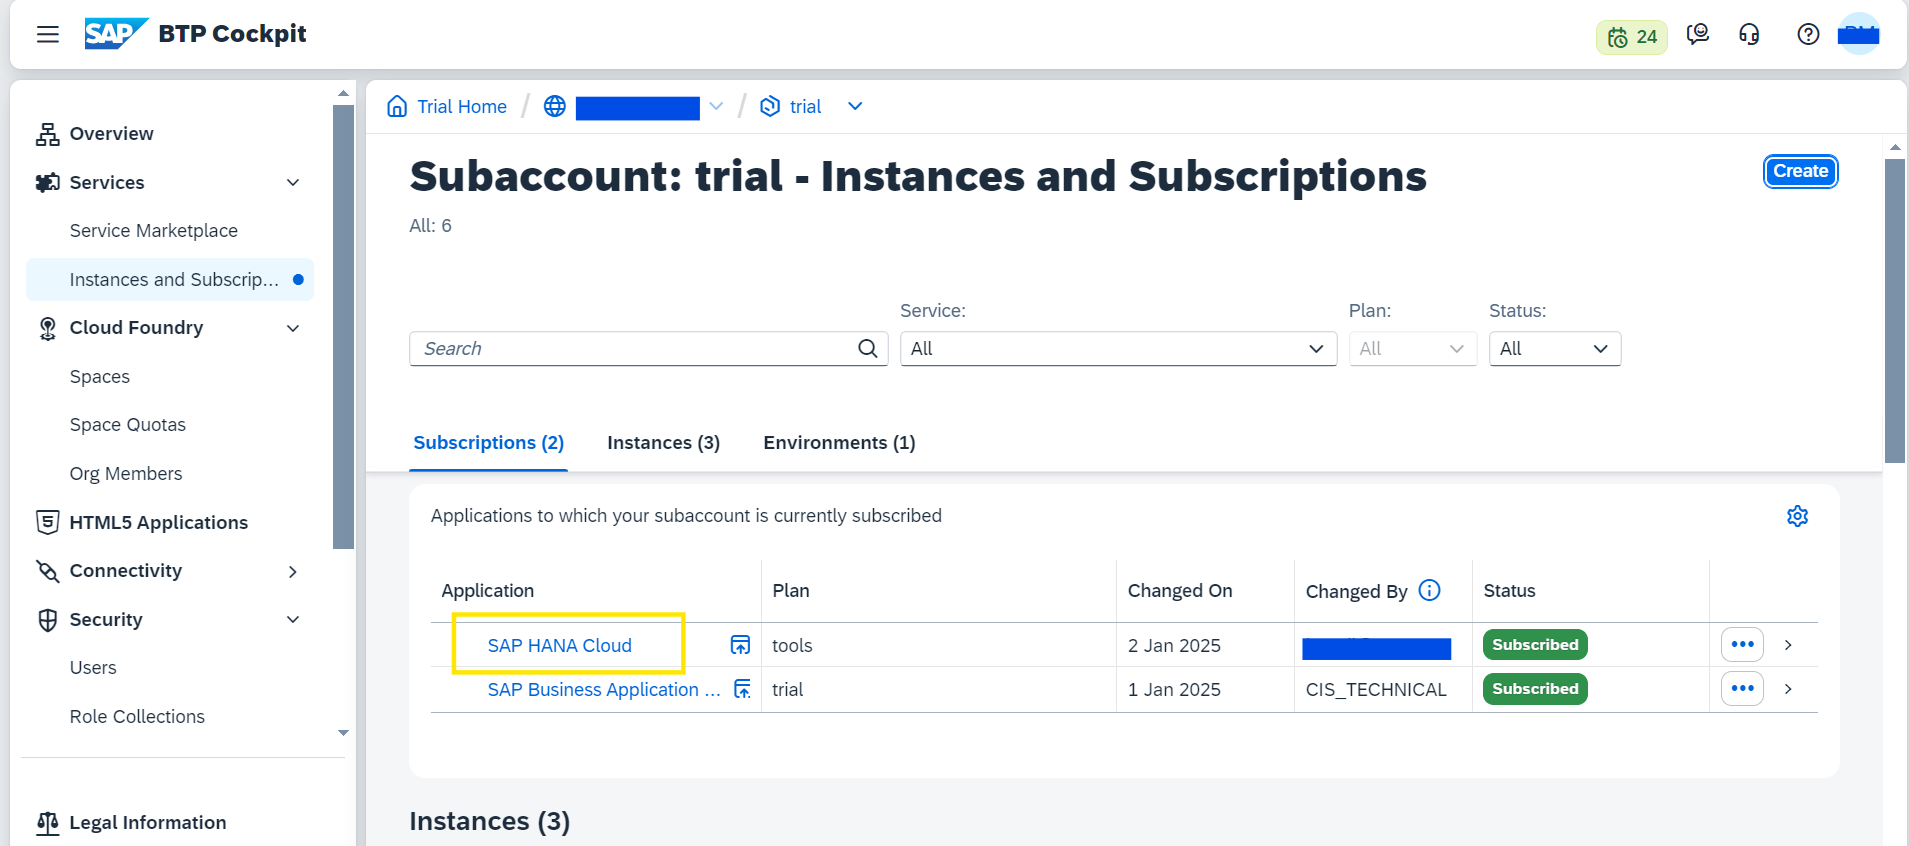 SAP BTP Cockpit
24
Overview
Services
Service Marketplace
Instances and Subscrip...
Cloud Foundry
Spaces
Space Quotas
Org Members
HTML5 Applications
Connectivity
Security
Users
Role Collections
Legal Information
Trial Home / / trial
Subaccount: trial - Instances and Subscriptions
Create
All: 6
Service: Plan: Status:
Search All All All
Subscriptions (2) Instances (3) Environments (1)
Applications to which your subaccount is currently subscribed
Application Plan Changed On Changed By Status
SAP HANA Cloud tools 2 Jan 2025 Subscribed
SAP Business Application ... trial 1 Jan 2025 CIS_TECHNICAL Subscribed
Instances (3)